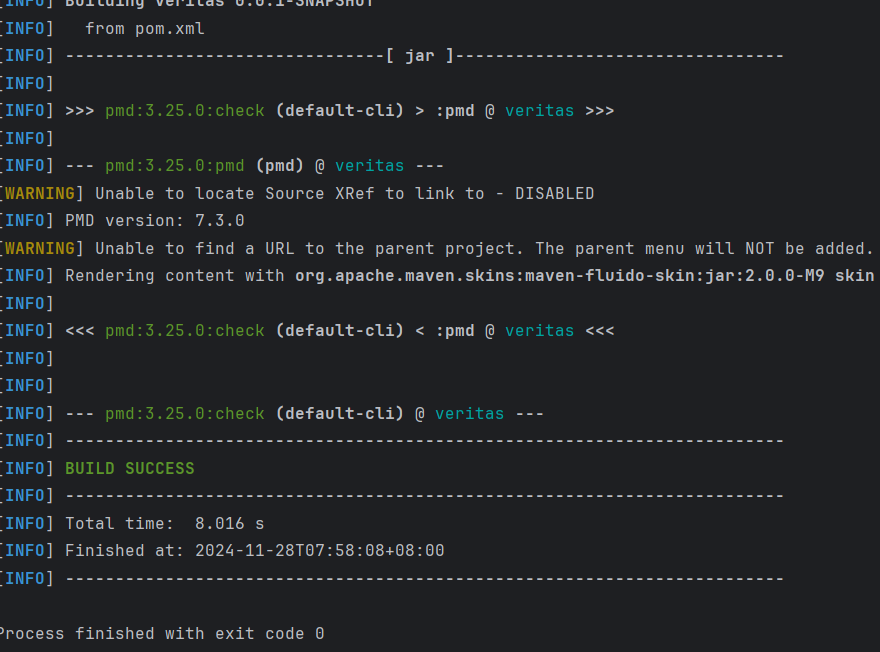 [INFO] Building veritas 0.0.1-SNAPSHOT
[INFO]   from pom.xml
[INFO] --------------------------------[ jar ]---------------------------------
[INFO]
[INFO] >>> pmd:3.25.0:check (default-cli) > :pmd @ veritas >>>
[INFO]
[INFO] --- pmd:3.25.0:pmd (pmd) @ veritas ---
[WARNING] Unable to locate Source XRef to link to - DISABLED
[INFO] PMD version: 7.3.0
[WARNING] Unable to find a URL to the parent project. The parent menu will NOT be added.
[INFO] Rendering content with org.apache.maven.skins:maven-fluido-skin:jar:2.0.0-M9 skin
[INFO]
[INFO] <<< pmd:3.25.0:check (default-cli) < :pmd @ veritas <<<
[INFO]
[INFO]
[INFO] --- pmd:3.25.0:check (default-cli) @ veritas ---
[INFO] ------------------------------------------------------------------------
[INFO] BUILD SUCCESS
[INFO] ------------------------------------------------------------------------
[INFO] Total time:  8.016 s
[INFO] Finished at: 2024-11-28T07:58:08+08:00
[INFO] ------------------------------------------------------------------------
Process finished with exit code 0